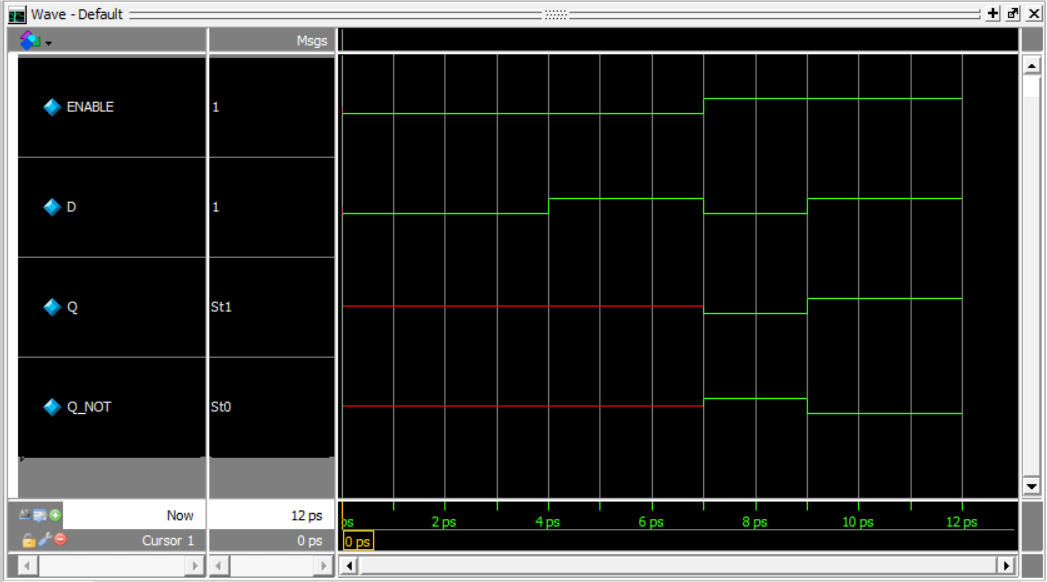 Wave - Default
Msgs
ENABLE 1
D 1
Q St1
Q_NOT St0
Now 12 ps
ps 2 ps 4 ps 6 ps 8 ps 10 ps 12 ps
Cursor 1 0 ps
0 ps